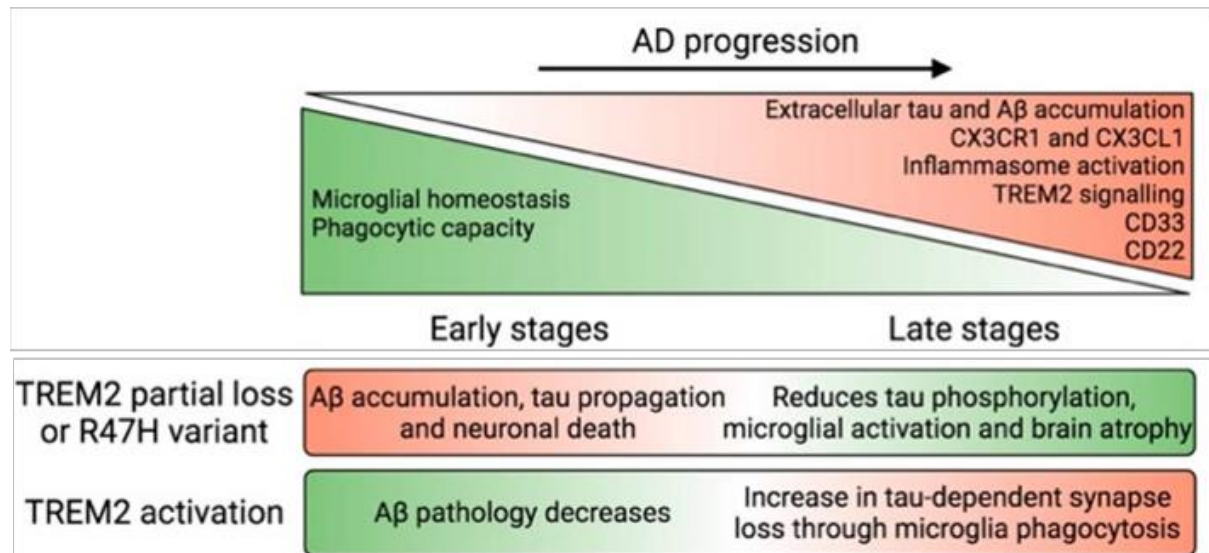 AD progression
Extracellular tau and Aβ accumulation
CX3CR1 and CX3CL1
Inflammasome activation
TREM2 signalling
CD33
CD22
Microglial homeostasis
Phagocytic capacity
Early stages
Late stages
TREM2 partial loss
or R47H variant
Aβ accumulation, tau propagation
and neuronal death
Reduces tau phosphorylation,
microglial activation and brain atrophy
TREM2 activation
Aβ pathology decreases
Increase in tau-dependent synapse
loss through microglia phagocytosis